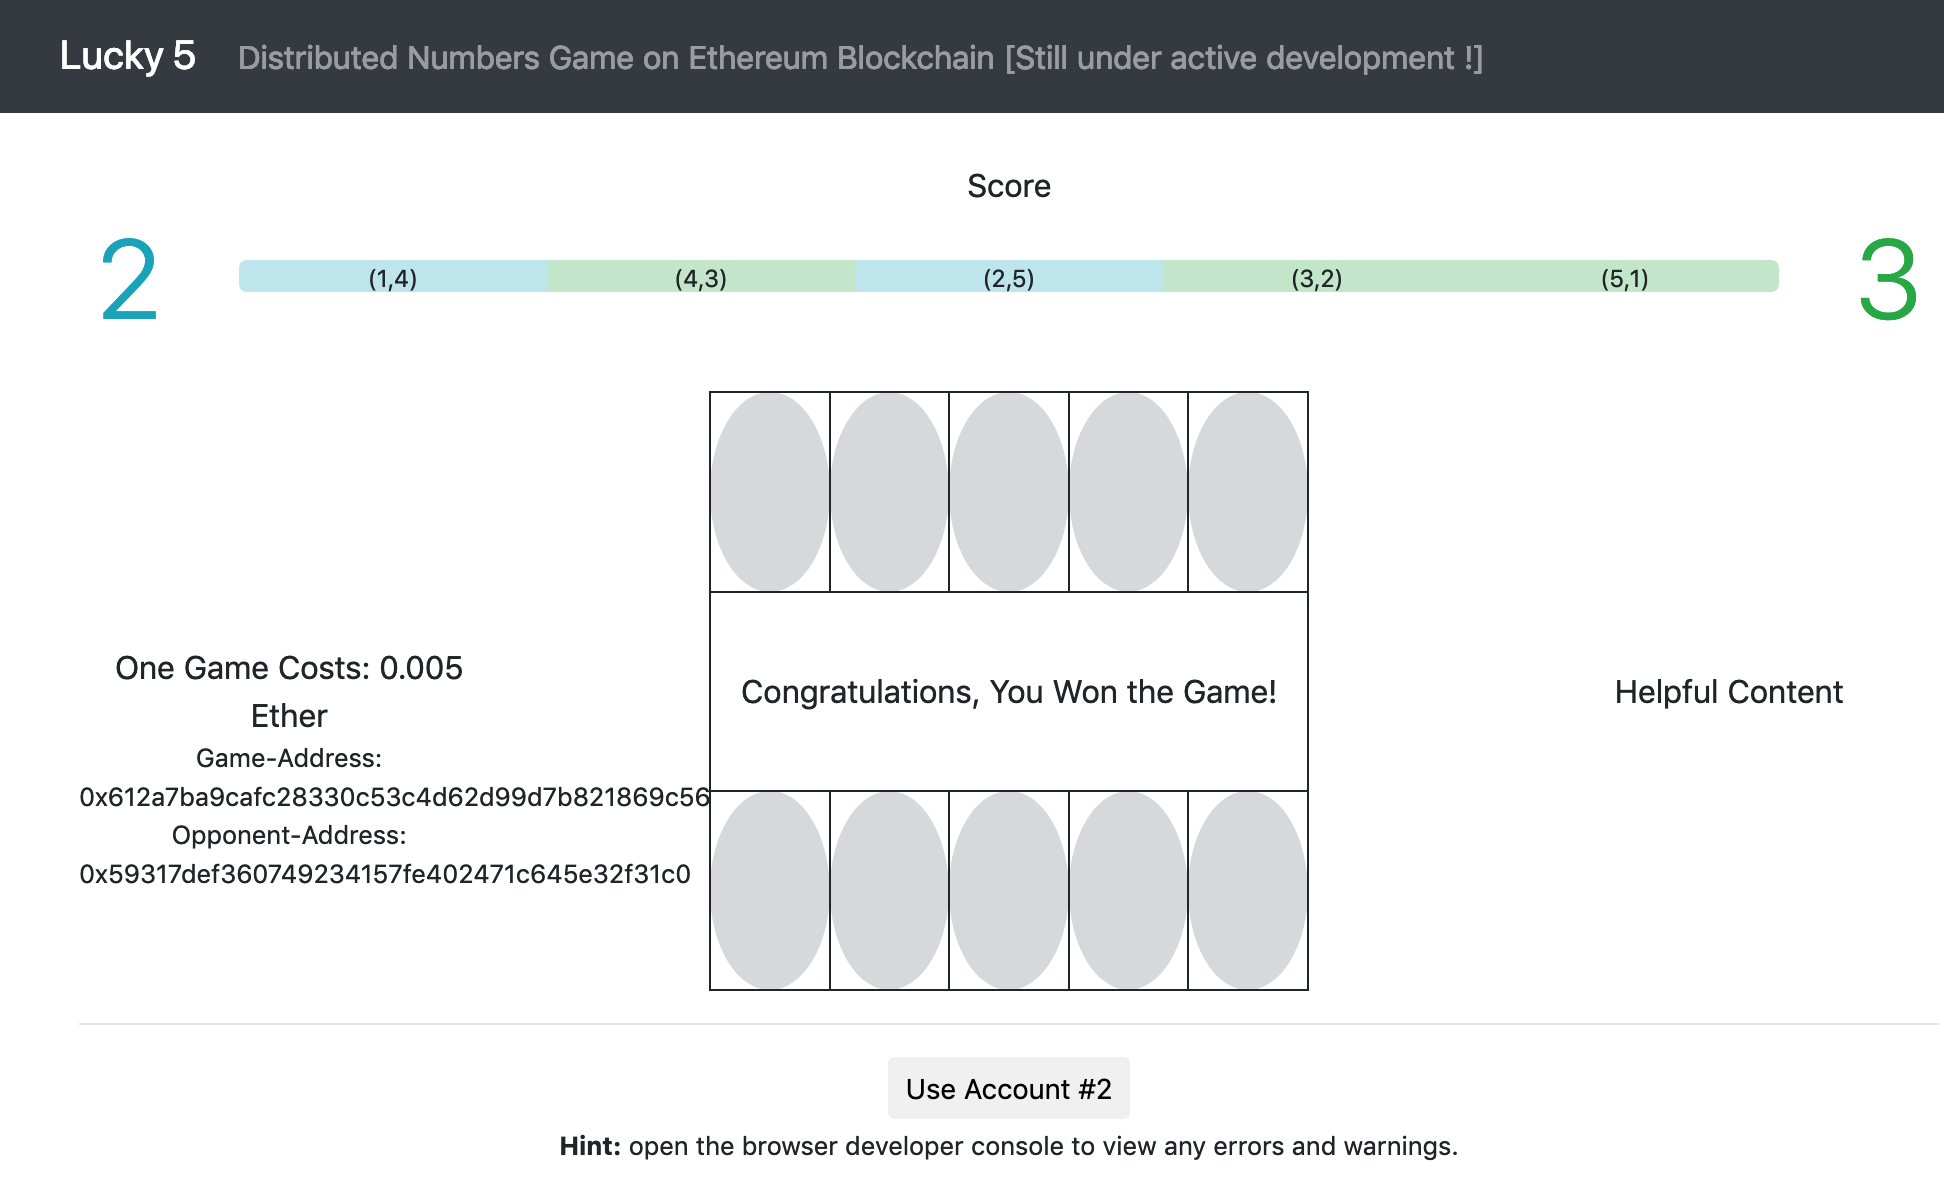 Lucky 5 Distributed Numbers Game on Ethereum Blockchain [Still under active development !]
Score
2 (1,4) (4,3) (2,5) (3,2) (5,1) 3
One Game Costs: 0.005
Ether
Game-Address:
0x612a7ba9cafc28330c53c4d62d99d7b821869c56
Opponent-Address:
0x59317def360749234157fe402471c645e32f31c0
Congratulations, You Won the Game!
Helpful Content
Use Account #2
Hint: open the browser developer console to view any errors and warnings.